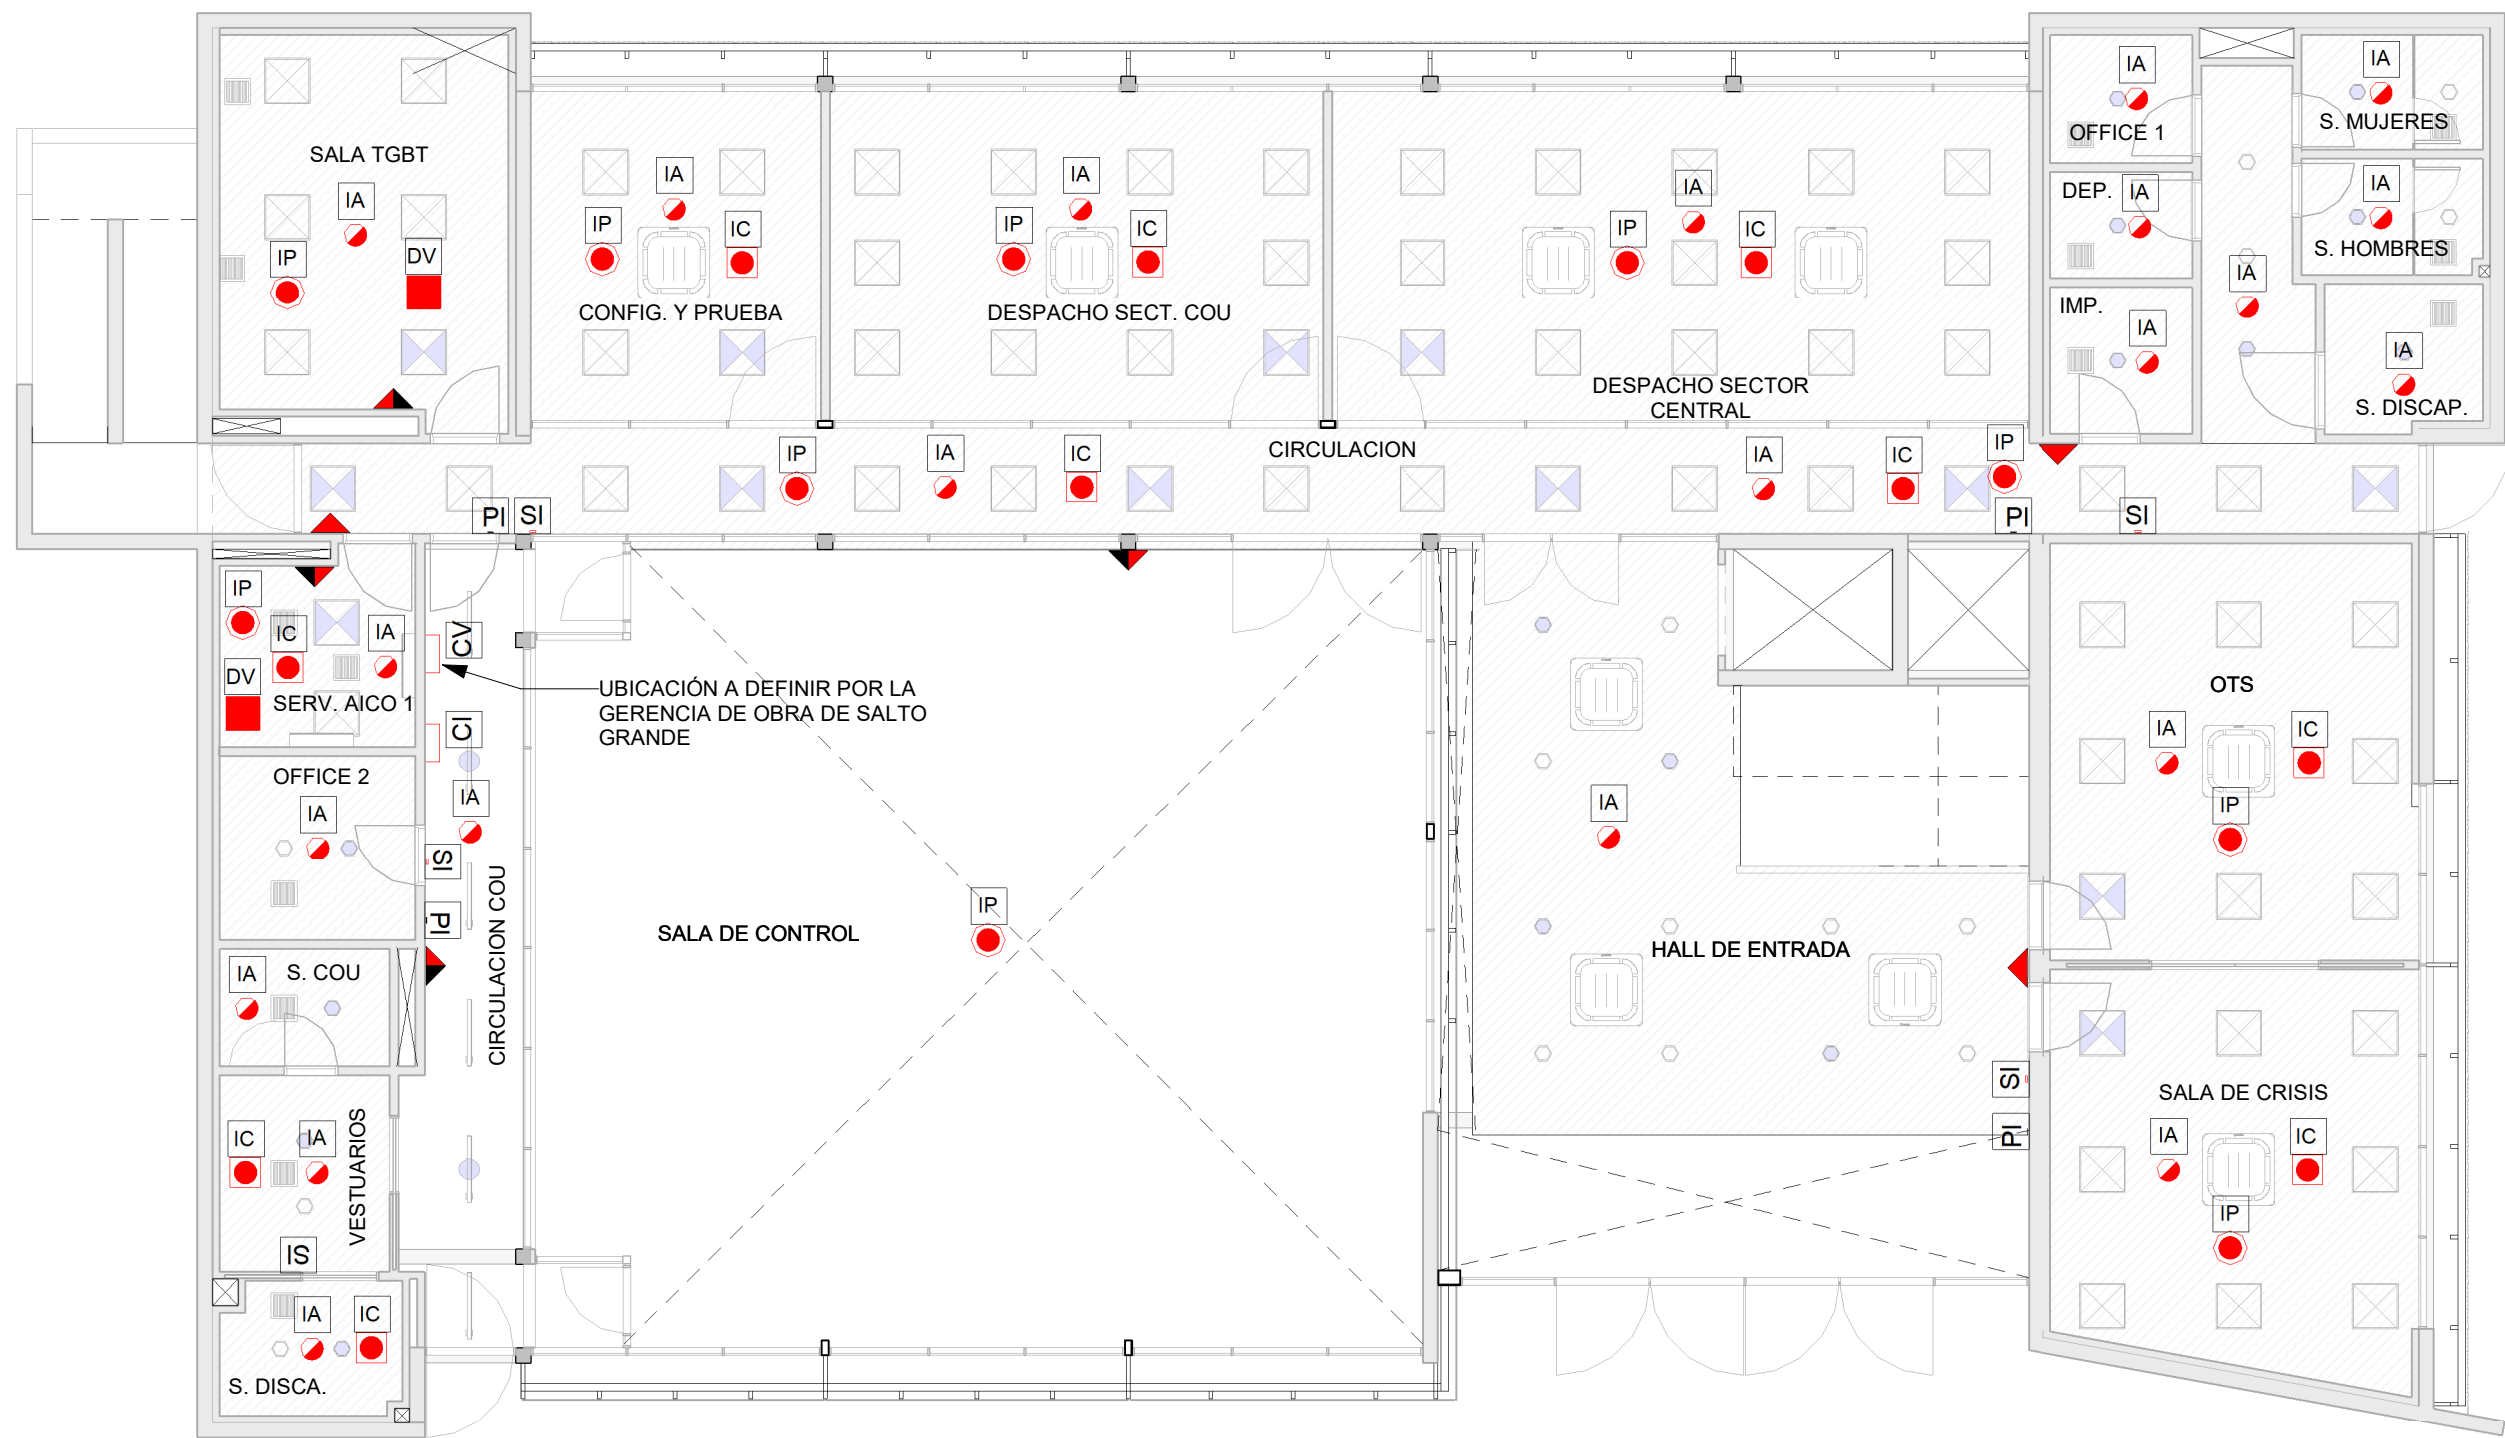 IA
IA
OFFICE 1
S. MUJERES
SALA TGBT
IA
IA
IA
IA
DEP.
IA
IA
IP
IP
IC
IP
IC
IP
IC
S. HOMBRES
IP
DV
IA
CONFIG. Y PRUEBA
DESPACHO SECT. COU
IMP.
IA
IA
DESPACHO SECTOR
CENTRAL
S. DISCAP.
IP
IA
IC
CIRCULACION
IA
IC
IP
PI
SI
PI
SI
IP
IC
IA
CV
DV
SERV. AICO 1
UBICACIÓN A DEFINIR POR LA
GERENCIA DE OBRA DE SALTO
GRANDE
OTS
CI
IA
IC
OFFICE 2
IA
IA
IA
IP
SI
CIRCULACION COU
PI
IP
SALA DE CONTROL
HALL DE ENTRADA
IA
S. COU
SI
SALA DE CRISIS
IC
IA
VESTUARIOS
PI
IA
IC
IP
SI
IA
IC
S. DISCA.